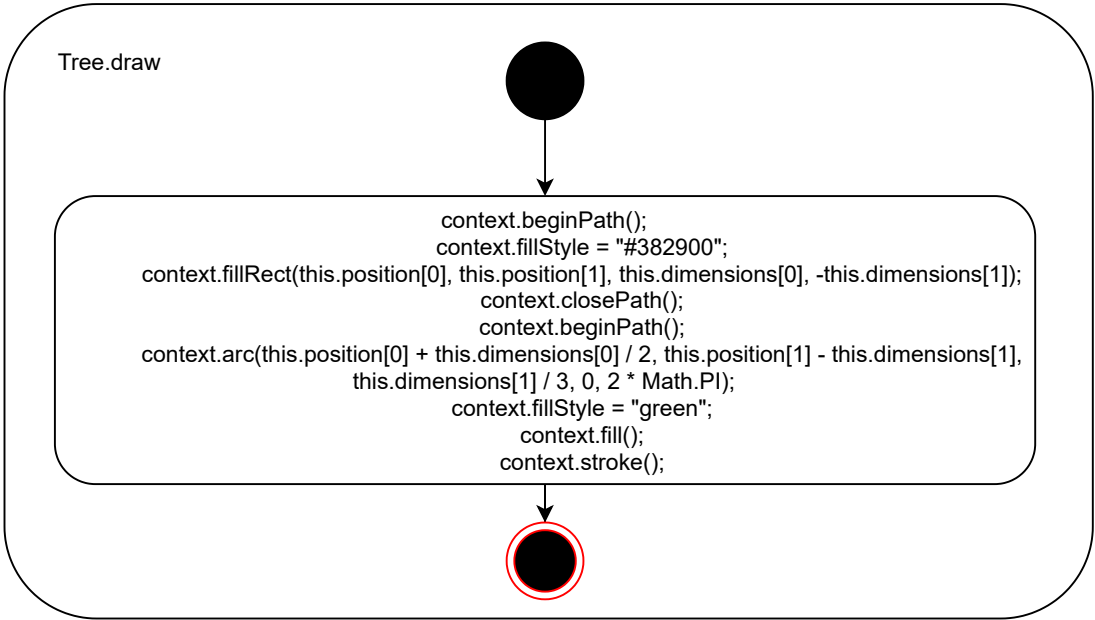 Tree.draw
context.beginPath();
context.fillStyle = "#382900";
context.fillRect(this.position[0], this.position[1], this.dimensions[0], -this.dimensions[1]);
context.closePath();
context.beginPath();
context.arc(this.position[0] + this.dimensions[0] / 2, this.position[1] - this.dimensions[1],
this.dimensions[1] / 3, 0, 2 * Math.PI);
context.fillStyle = "green";
context.fill();
context.stroke();